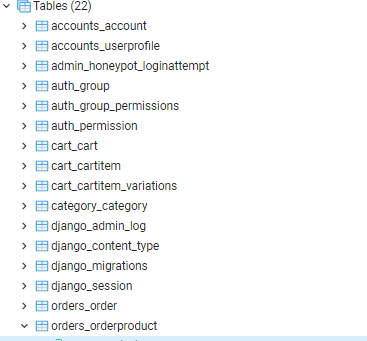 Tables (22)
accounts_account
accounts_userprofile
admin_honeypot_loginattempt
auth_group
auth_group_permissions
auth_permission
cart_cart
cart_cartitem
cart_cartitem_variations
category_category
django_admin_log
django_content_type
django_migrations
django_session
orders_order
orders_orderproduct